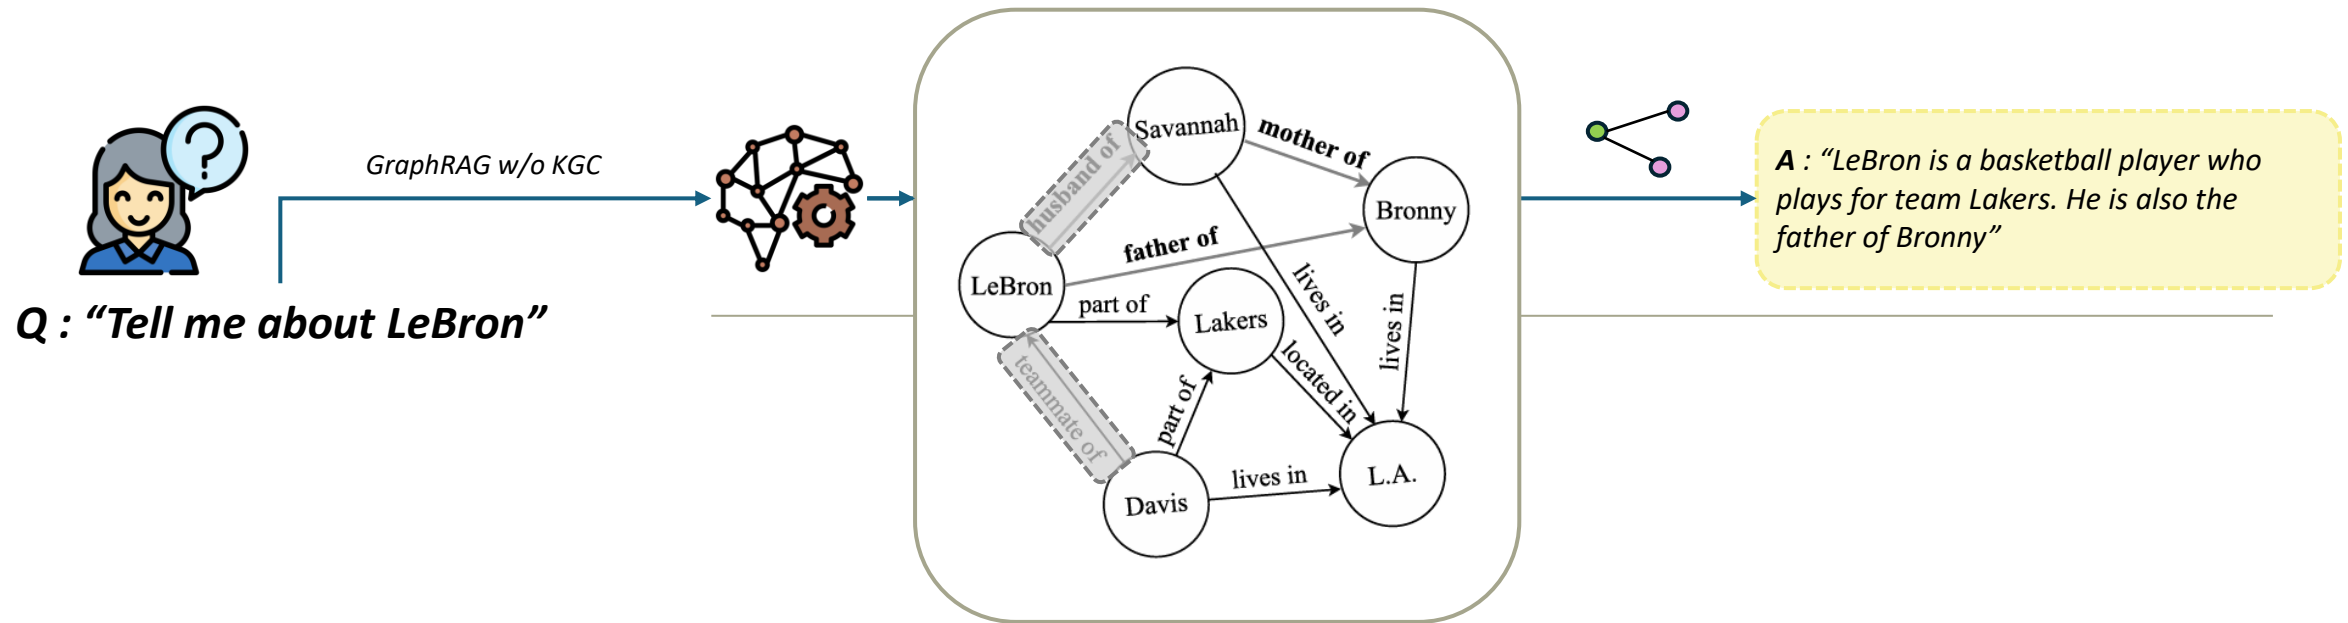 GraphRAG w/o KGC
Q : “Tell me about LeBron”
Savannah
mother of
husband of
Bronny
father of
LeBron
part of
Lakers
lives in
lives in
located in
teammate of
part of
Davis
lives in
L.A.
A : “LeBron is a basketball player who
plays for team Lakers. He is also the
father of Bronny”